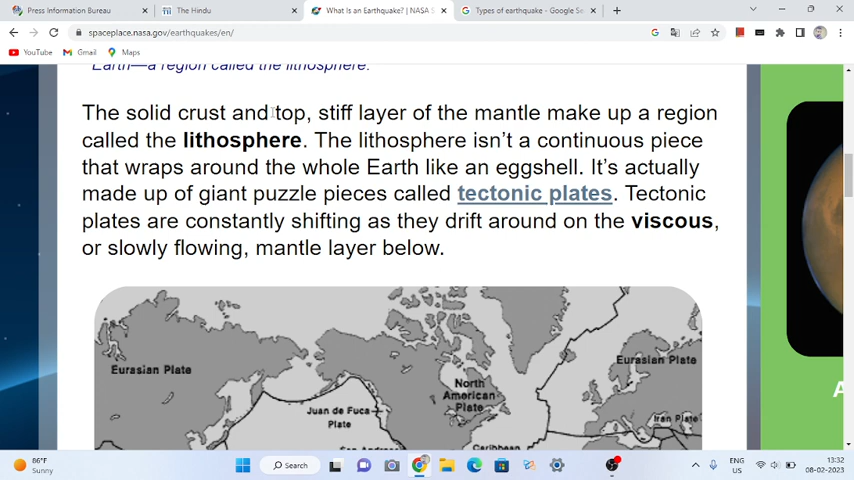 Press Information Bureau
The Hindu
What Is an Earthquake? | NASA S
Types of earthquake - Google Se
spaceplace.nasa.gov/earthquakes/en/
YouTube
Gmail
Maps
Earth—a region called the lithosphere.
The solid crust and top, stiff layer of the mantle make up a region
called the lithosphere. The lithosphere isn't a continuous piece
that wraps around the whole Earth like an eggshell. It's actually
made up of giant puzzle pieces called tectonic plates. Tectonic
plates are constantly shifting as they drift around on the viscous,
or slowly flowing, mantle layer below.
Eurasian Plate
North
American
Plate
Eurasian Plate
Juan de Fuca
Plate
Iran Plate
Caribbean
A
86°F
Sunny
Search
ENG
US
13:32
08-02-2023